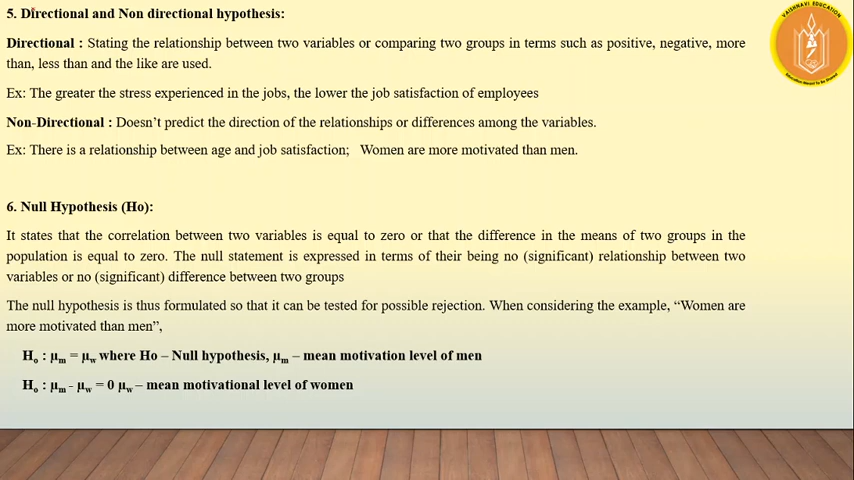 5. Directional and Non directional hypothesis:
VAISHNAVI EDUCATION
Directional : Stating the relationship between two variables or comparing two groups in terms such as positive, negative, more
than, less than and the like are used.
Ex: The greater the stress experienced in the jobs, the lower the job satisfaction of employees
Non-Directional : Doesn’t predict the direction of the relationships or differences among the variables.
Ex: There is a relationship between age and job satisfaction; Women are more motivated than men.
6. Null Hypothesis (Ho):
It states that the correlation between two variables is equal to zero or that the difference in the means of two groups in the
population is equal to zero. The null statement is expressed in terms of their being no (significant) relationship between two
variables or no (significant) difference between two groups
The null hypothesis is thus formulated so that it can be tested for possible rejection. When considering the example, “Women are
more motivated than men”,
Hₒ : μₘ = μw where Ho – Null hypothesis, μₘ – mean motivation level of men
Hₒ : μₘ - μw = 0 μw – mean motivational level of women